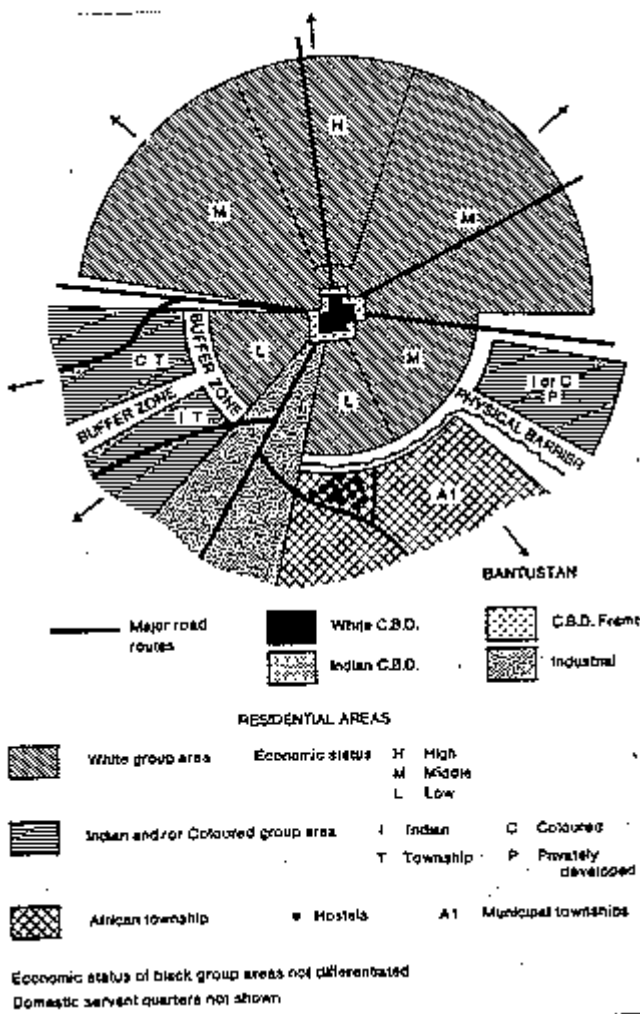 H
M
M
L
M
L
C T
I T
BUFFER ZONE
BUFFER ZONE
I or C
P
PHYSICAL BARRIER
A1
BANTUSTAN
Major road routes
White C.B.D.
C.B.D. Frame
Indian C.B.D.
Industrial
RESIDENTIAL AREAS
White group area Economic status H High
M Middle
L Low
Indian and/or Coloured group area I Indian C Coloured
T Township P Privately developed
African township Hostels A1 Municipal townships
Economic status of black group areas not differentiated
Domestic servant quarters not shown